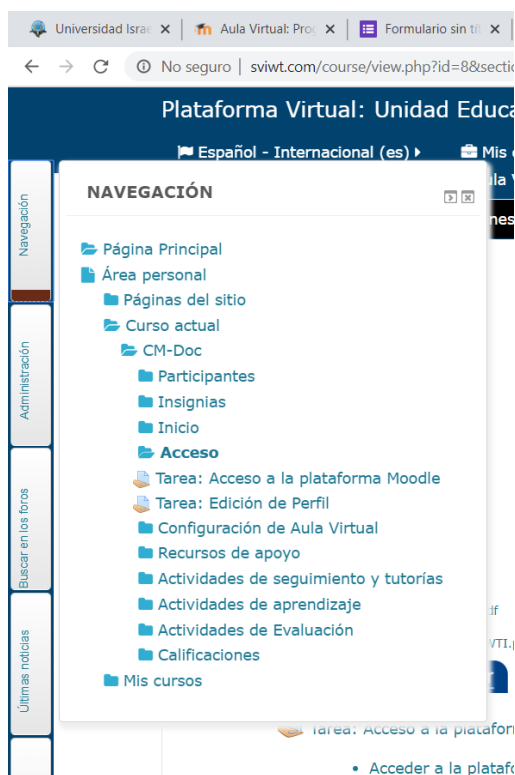 Universidad Israe
Aula Virtual: Prog
Formulario sin tít
No seguro | sviwt.com/course/view.php?id=8&secti
Plataforma Virtual: Unidad Educa
Español - Internacional (es)
Mis
Navegación
NAVEGACIÓN
Página Principal
Área personal
Páginas del sitio
Curso actual
CM-Doc
Participantes
Insignias
Inicio
Acceso
Tarea: Acceso a la plataforma Moodle
Tarea: Edición de Perfil
Configuración de Aula Virtual
Recursos de apoyo
Actividades de seguimiento y tutorías
Actividades de aprendizaje
Actividades de Evaluación
Calificaciones
Mis cursos
Administración
Buscar en los foros
Últimas noticias
Tarea: Acceso a la platafor
• Acceder a la platafo